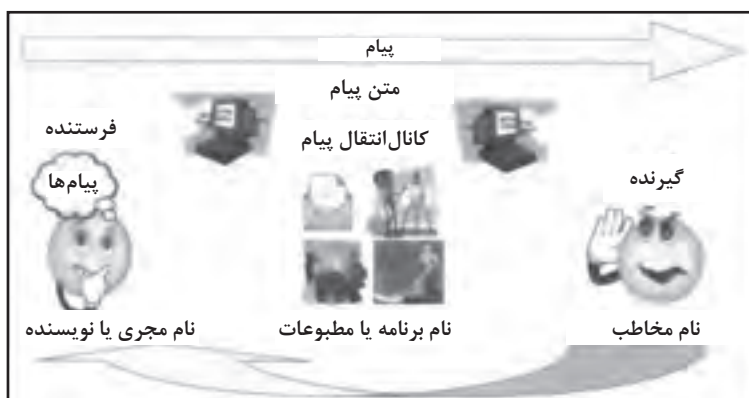 پیام
متن پیام
کانال انتقال پیام
فرستنده
پیام‌ها
گیرنده
نام مجری یا نویسنده
نام برنامه یا مطبوعات
نام مخاطب